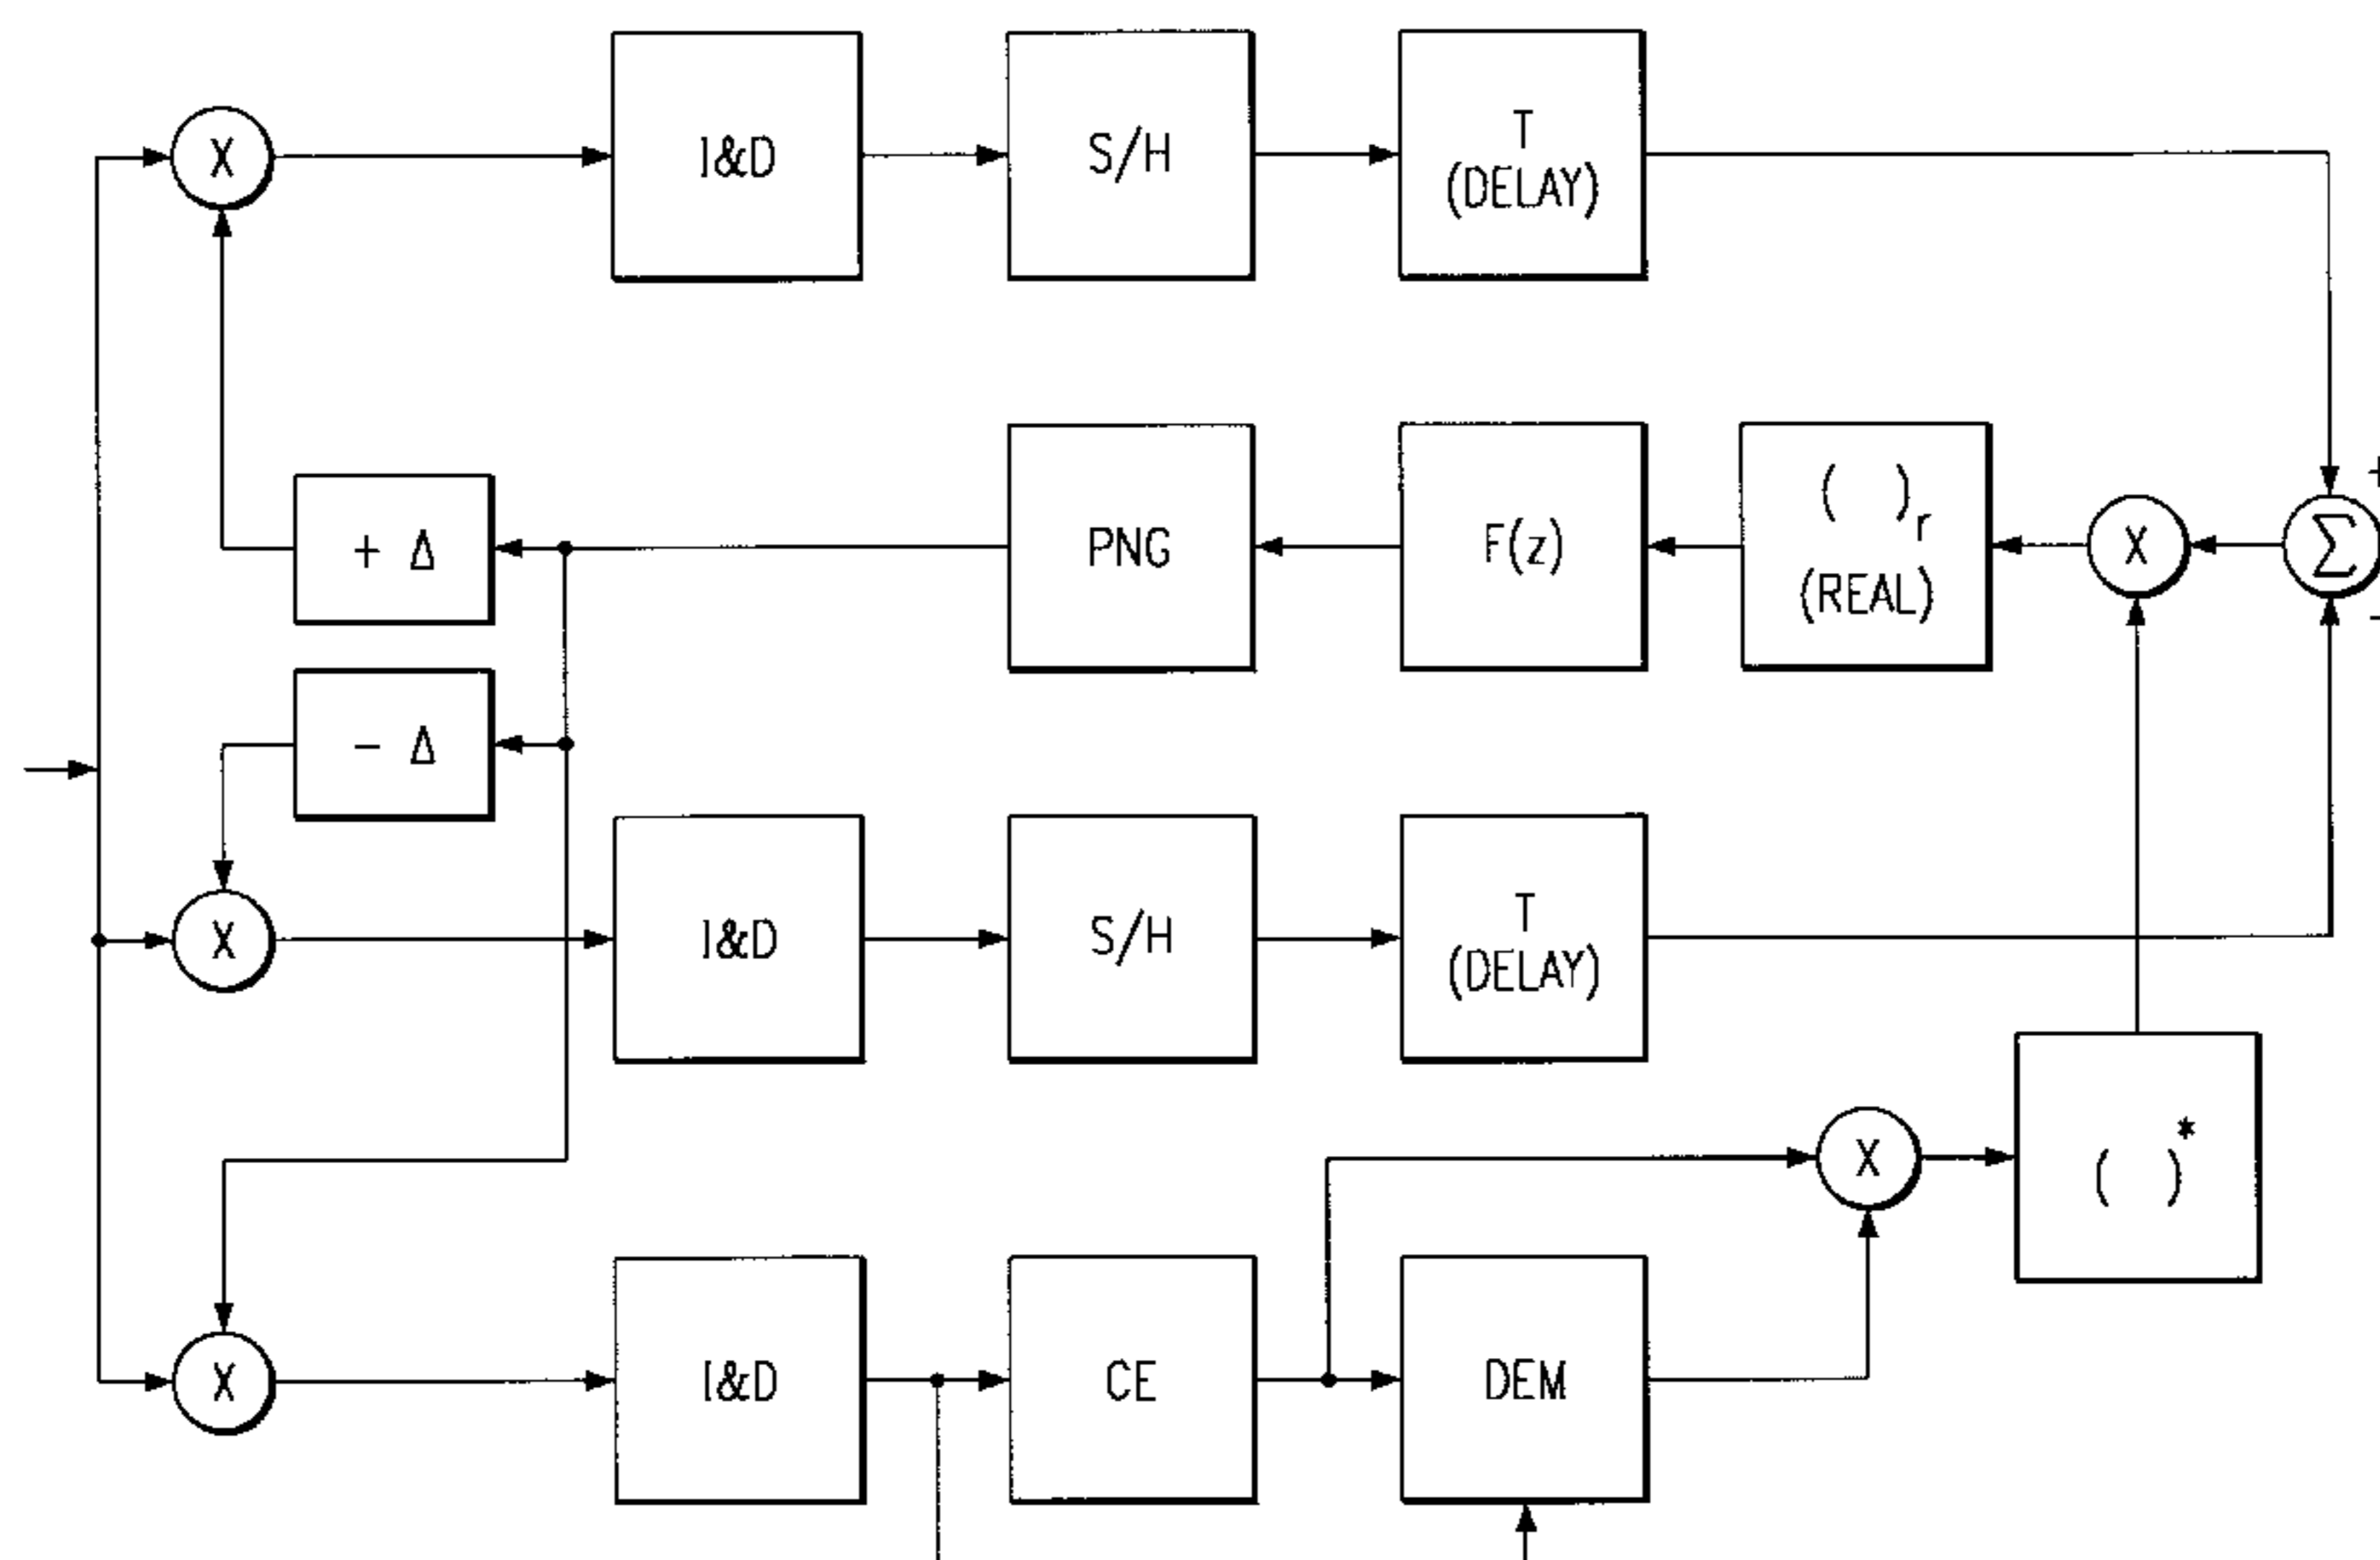 X
I&D
S/H
T
(DELAY)
+ Δ
PNG
F(z)
( )r
(REAL)
X
Σ
+
-
- Δ
X
I&D
S/H
T
(DELAY)
X
( )*
X
I&D
CE
DEM